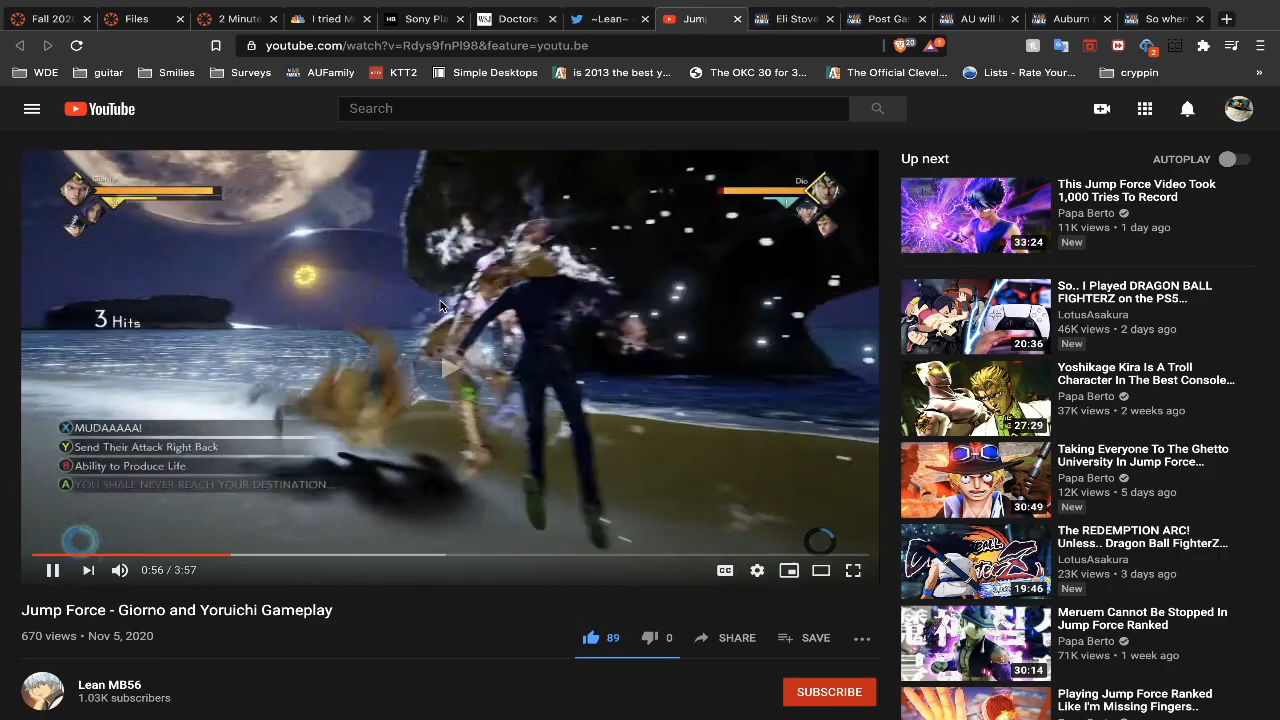 Fall 202
Files
2 Minute
I tried Ma
Sony Pla
Doctors
~Lean~
Jump
Eli Stove
Post Gam
AU will l
Auburn c
So when
youtube.com/watch?v=Rdys9fnPl98&feature=youtu.be
20
1
2
WDE
guitar
Smilies
Surveys
AUFamily
KTT2
Simple Desktops
is 2013 the best y...
The OKC 30 for 3...
The Official Clevel...
Lists - Rate Your...
cryppin
»
YouTube
Search
Giorno
Dio
3 Hits
X MUDAAAAA!
Y Send Their Attack Right Back
B Ability to Produce Life
A YOU SHALL NEVER REACH YOUR DESTINATION...
0:56 / 3:57
CC
Jump Force - Giorno and Yoruichi Gameplay
670 views • Nov 5, 2020
89
0
SHARE
SAVE
Lean MB56
1.03K subscribers
SUBSCRIBE
Up next
AUTOPLAY
33:24
This Jump Force Video Took
1,000 Tries To Record
Papa Berto
11K views • 1 day ago
New
20:36
So.. I Played DRAGON BALL
FIGHTERZ on the PS5...
LotusAsakura
46K views • 2 days ago
New
27:29
Yoshikage Kira Is A Troll
Character In The Best Console...
Papa Berto
37K views • 2 weeks ago
30:49
Taking Everyone To The Ghetto
University In Jump Force...
Papa Berto
12K views • 5 days ago
New
19:46
The REDEMPTION ARC!
Unless.. Dragon Ball FighterZ...
LotusAsakura
23K views • 3 days ago
New
30:14
Meruem Cannot Be Stopped In
Jump Force Ranked
Papa Berto
71K views • 1 week ago
Playing Jump Force Ranked
Like I'm Missing Fingers..
Papa Berto